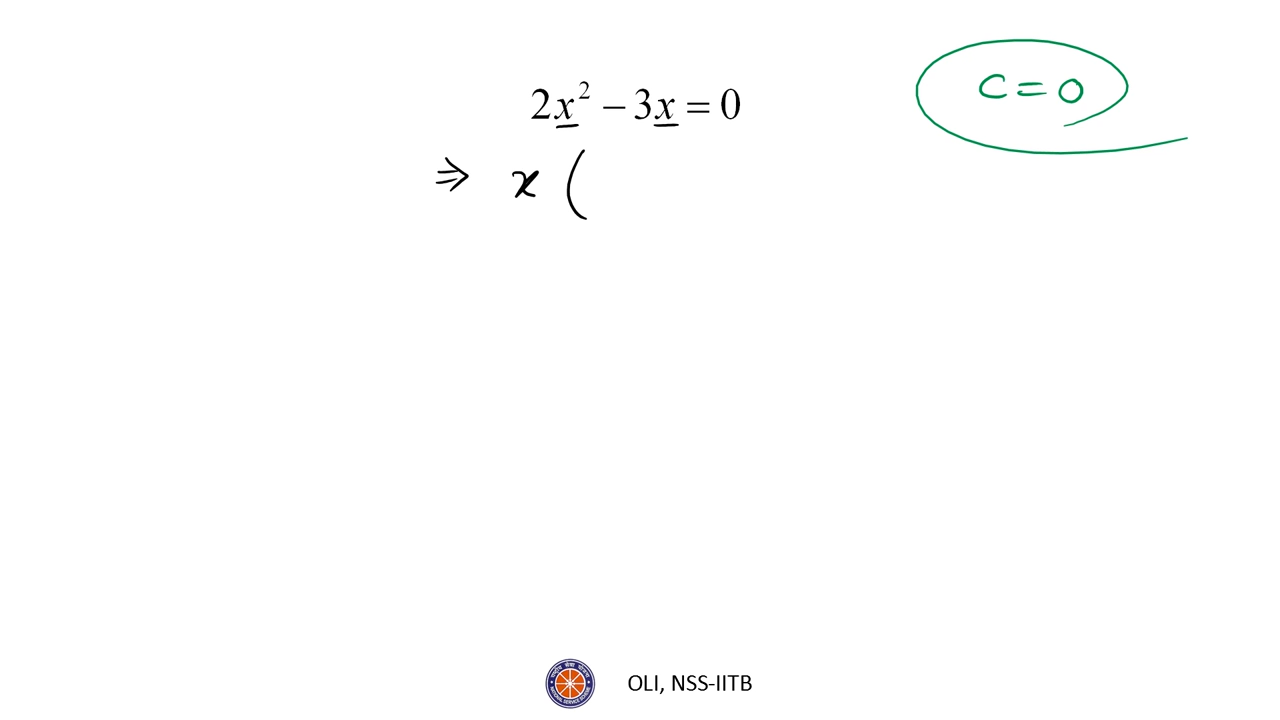 2x² − 3x = 0
c = 0
⇒ x (
OLI, NSS-IITB